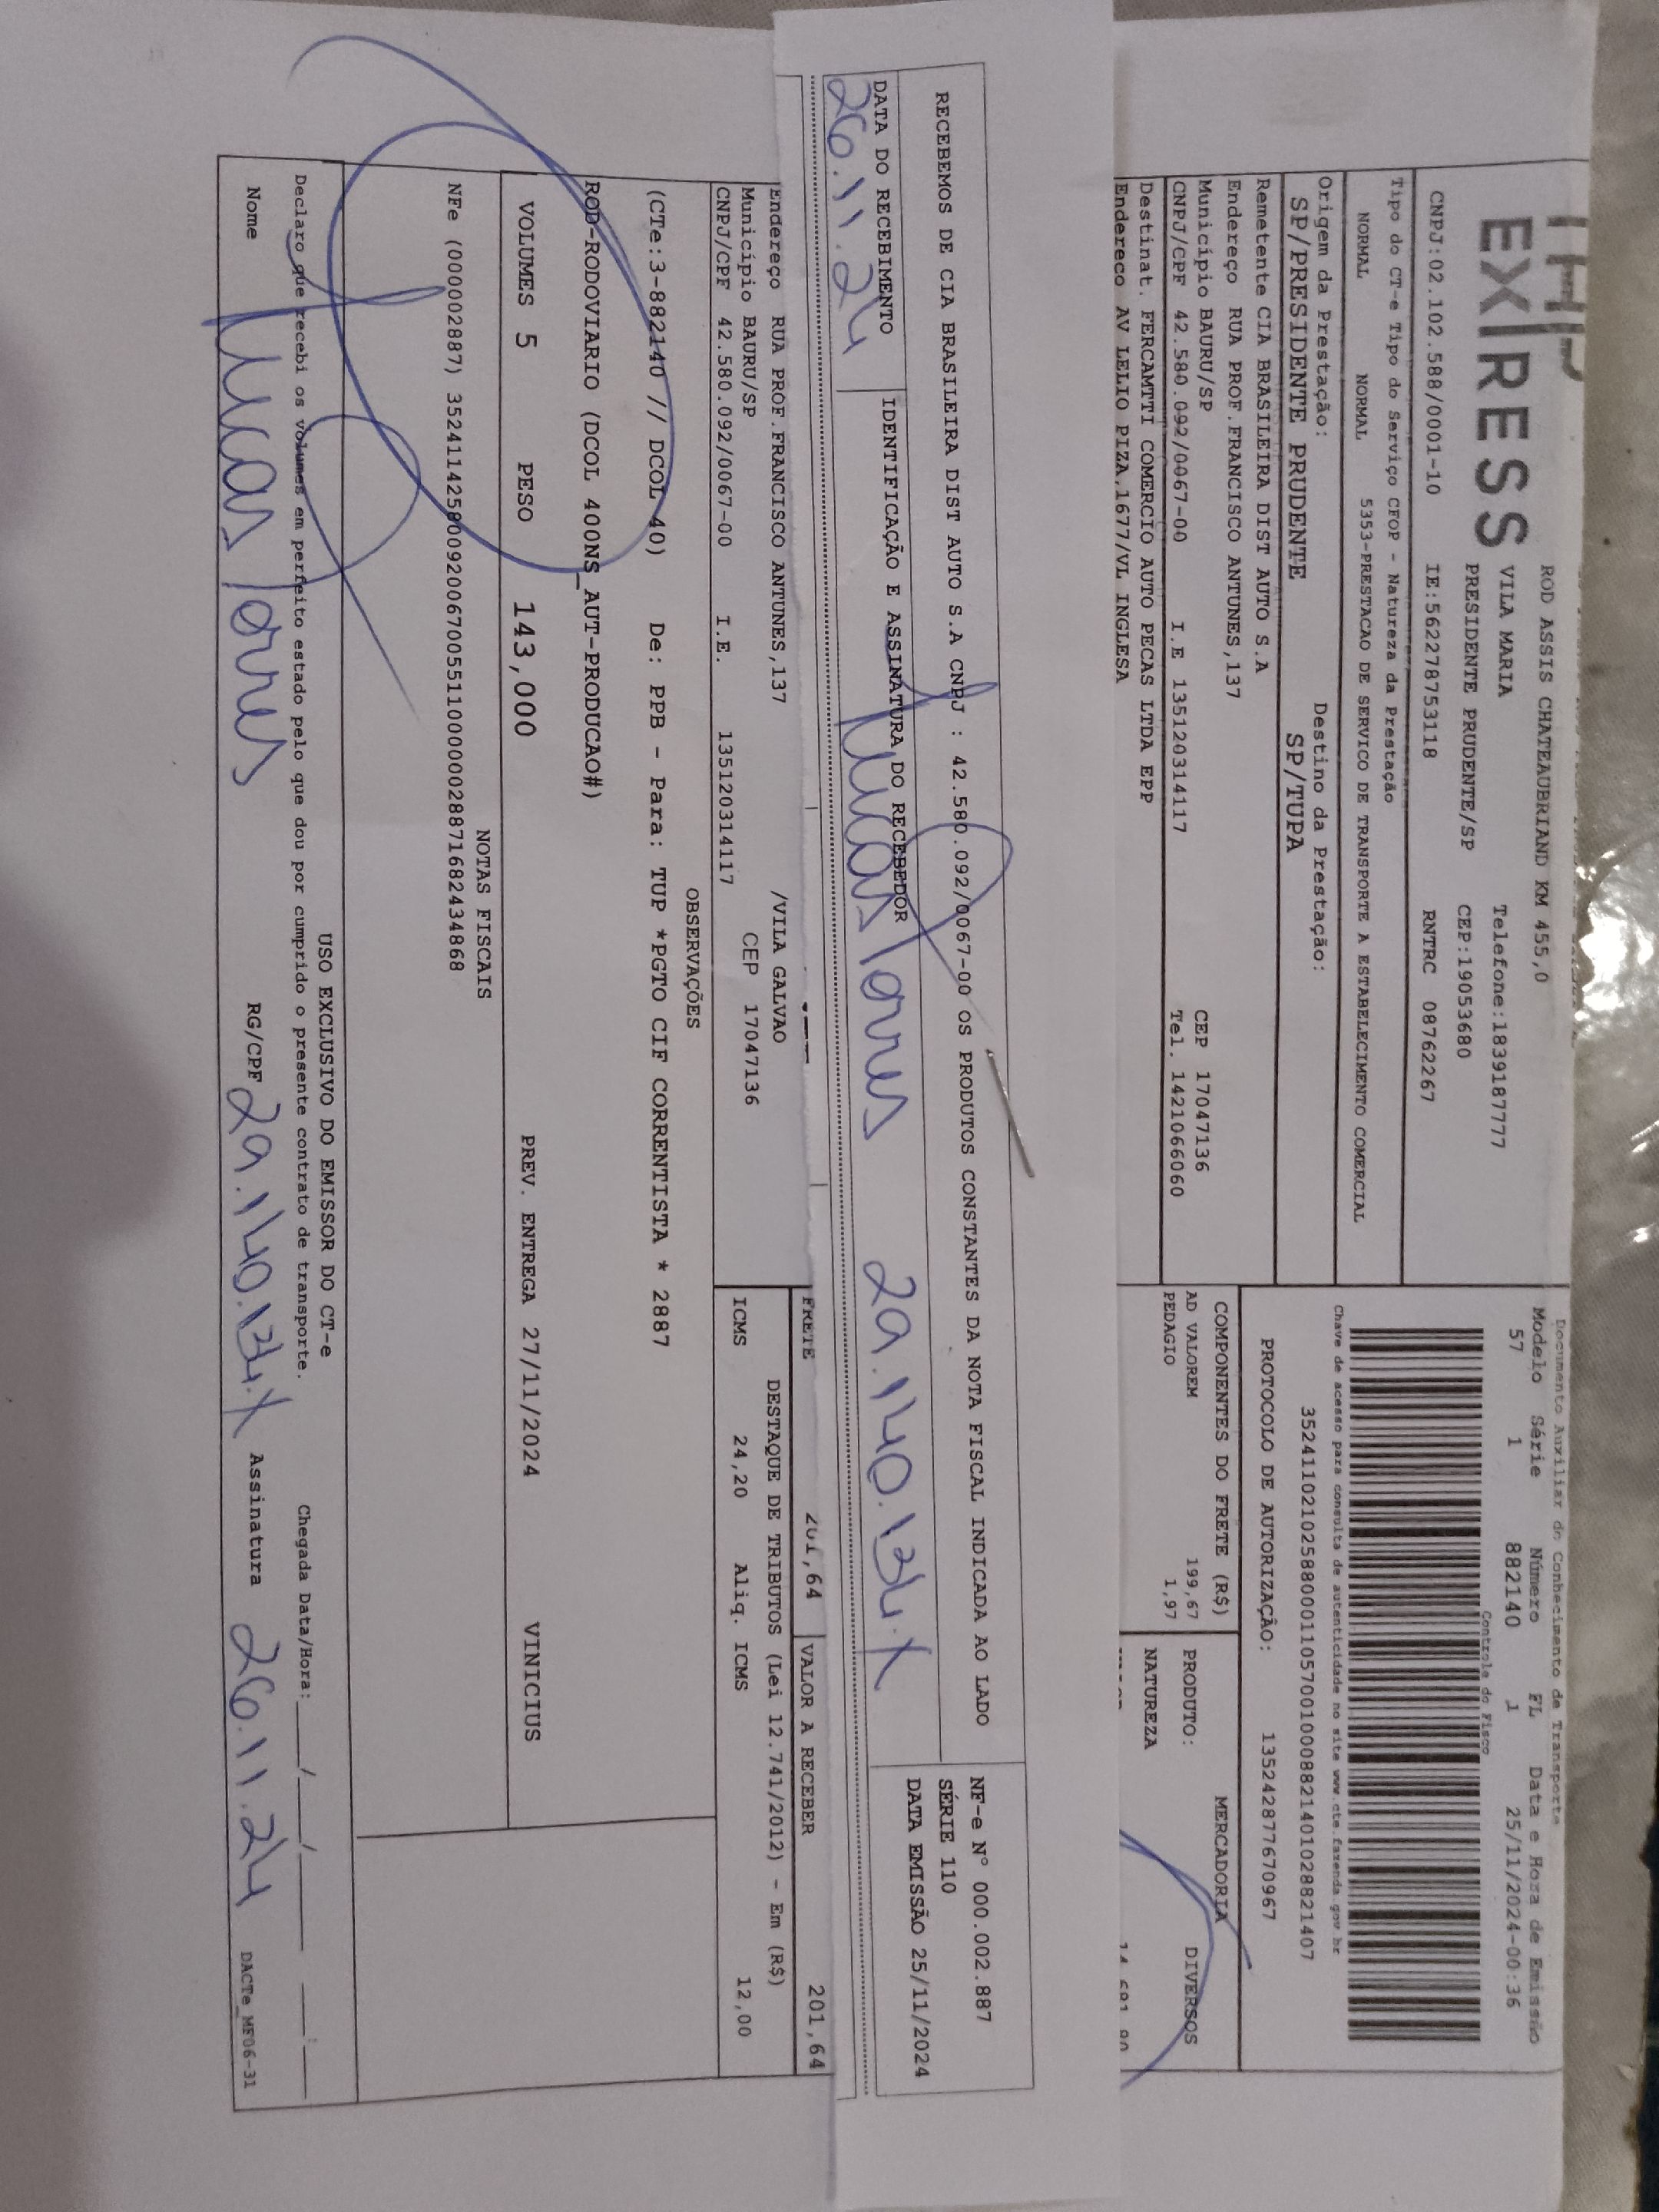 EXPRESS
ROD ASSIS CHATEAUBRIAND KM 455,0
VILA MARIA Telefone:1839187777
PRESIDENTE PRUDENTE/SP CEP:19053680
CNPJ:02.102.588/0001-10 IE:562278753118 RNTRC 08762267
Documento Auxiliar do Conhecimento de Transporte
Modelo Série Número FL Data e Hora de Emissão
57 1 882140 1 25/11/2024-00:36
Controle do Fisco
Tipo do CT-e Tipo do Serviço CFOP - Natureza da Prestação
NORMAL NORMAL 5353-PRESTACAO DE SERVICO DE TRANSPORTE A ESTABELECIMENTO COMERCIAL
Chave de acesso para consulta de autenticidade no site www.cte.fazenda.gov.br
35241102102588000110570010008821401028821407
Origem da Prestação: Destino da Prestação:
SP/PRESIDENTE PRUDENTE SP/TUPA
PROTOCOLO DE AUTORIZAÇÃO: 135242877670967
Remetente CIA BRASILEIRA DIST AUTO S.A
Endereço RUA PROF.FRANCISCO ANTUNES,137
Município BAURU/SP CEP 17047136
CNPJ/CPF 42.580.092/0067-00 I.E 135120314117 Tel. 1421066060
COMPONENTES DO FRETE (R$) MERCADORIA
AD VALOREM 199,67
PEDAGIO 1,97
PRODUTO: DIVERSOS
NATUREZA
Destinat. FERCAMTTI COMERCIO AUTO PECAS LTDA EPP
Endereco AV LELIO PIZA,1677/VL INGLESA
RECEBEMOS DE CIA BRASILEIRA DIST AUTO S.A CNPJ : 42.580.092/0067-00 OS PRODUTOS CONSTANTES DA NOTA FISCAL INDICADA AO LADO
NF-e N° 000.002.887
SÉRIE 110
DATA EMISSÃO 25/11/2024
DATA DO RECEBIMENTO IDENTIFICAÇÃO E ASSINATURA DO RECEBEDOR
26.11.24 Lucas Torres 29.140.134.X
FRETE 201,64 VALOR A RECEBER 201,64
Endereço RUA PROF.FRANCISCO ANTUNES,137 /VILA GALVAO
Município BAURU/SP CEP 17047136
CNPJ/CPF 42.580.092/0067-00 I.E. 135120314117
DESTAQUE DE TRIBUTOS (Lei 12.741/2012) - Em (R$)
ICMS 24,20 Aliq. ICMS 12,00
OBSERVAÇÕES
(CTe:3-882140 // DCOL 40) De: PPB - Para: TUP *PGTO CIF CORRENTISTA * 2887
ROD-RODOVIARIO (DCOL 400NS_AUT-PRODUCAO#)
VOLUMES 5 PESO 143,000 PREV. ENTREGA 27/11/2024 VINICIUS
NOTAS FISCAIS
NFe (000002887) 35241142580092006700551100000028871682434868
USO EXCLUSIVO DO EMISSOR DO CT-e
Declaro que recebi os volumes em perfeito estado pelo que dou por cumprido o presente contrato de transporte. Chegada Data/Hora:____/____/______ ____:____
Nome Lucas Torres RG/CPF 29.140.134.X Assinatura 26.11.24 DACTe_MF06-31